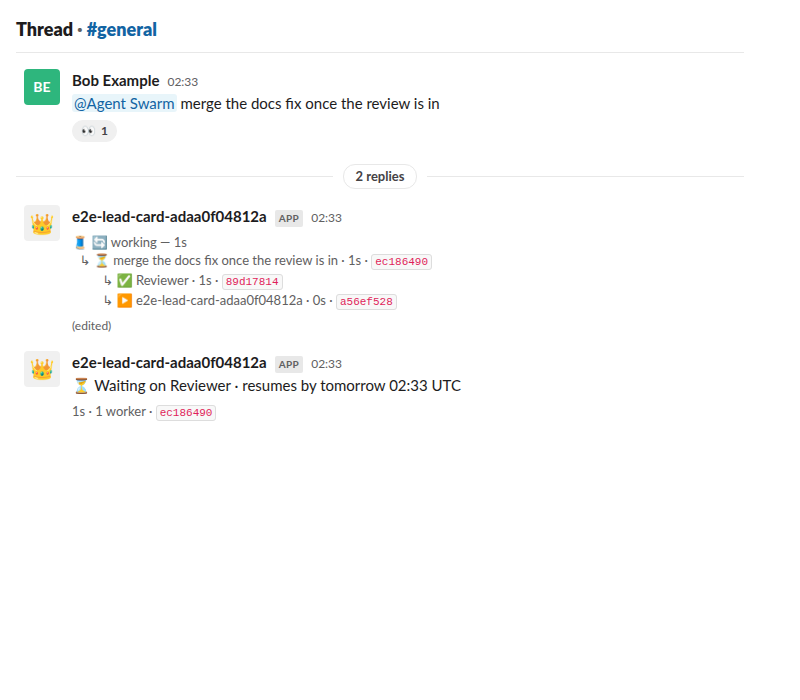 Thread • #general
BE
Bob Example 02:33
@Agent Swarm merge the docs fix once the review is in
👀 1
2 replies
e2e-lead-card-adaa0f04812a APP 02:33
🧵 🔄 working — 1s
↳ ⏳ merge the docs fix once the review is in · 1s · ec186490
↳ ✅ Reviewer · 1s · 89d17814
↳ ▶️ e2e-lead-card-adaa0f04812a · 0s · a56ef528
(edited)
e2e-lead-card-adaa0f04812a APP 02:33
⏳ Waiting on Reviewer · resumes by tomorrow 02:33 UTC
1s · 1 worker · ec186490